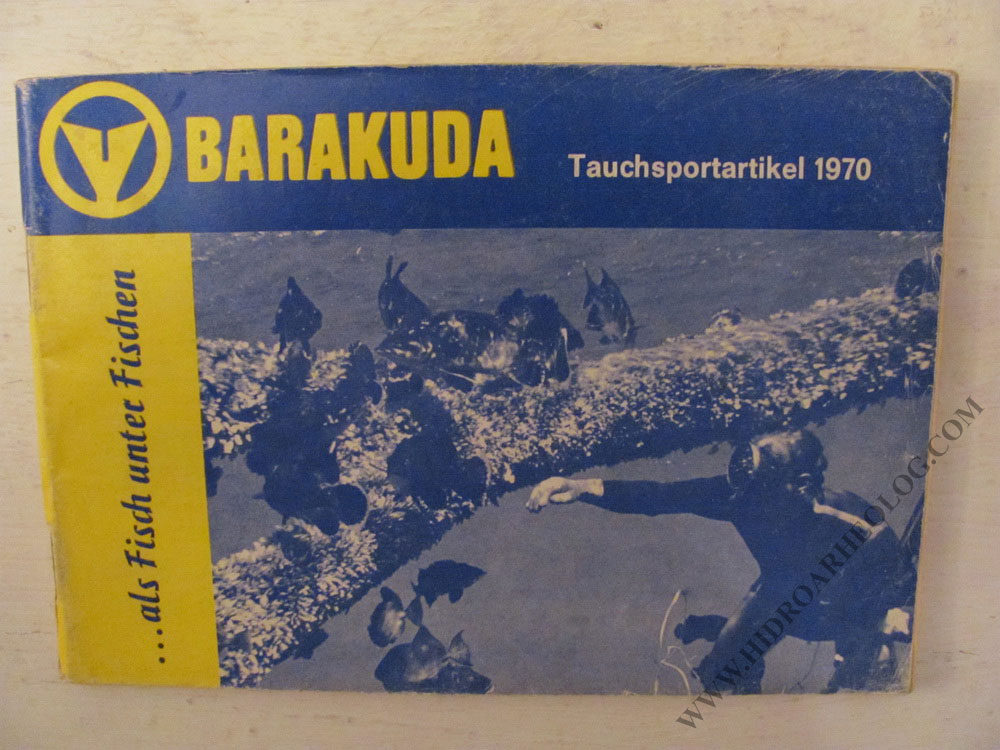 BARAKUDA
Tauchsportartikel 1970
...als Fisch unter Fischen
WWW.HIDROARHEOLOG.COM